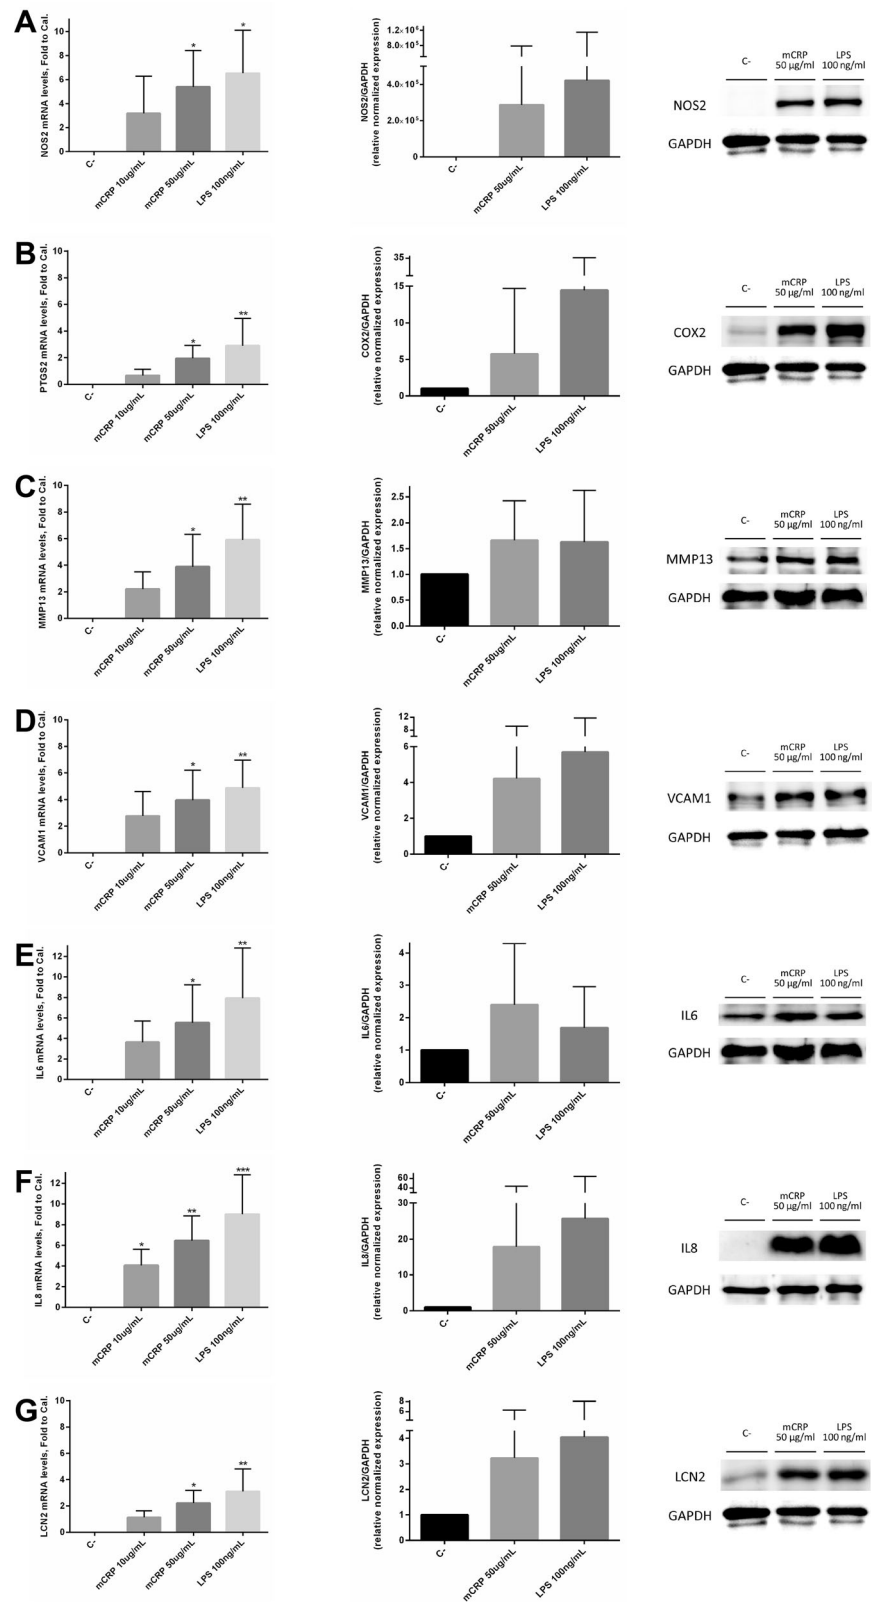 A
NOS2 mRNA levels, Fold to Cal.
10
8
6
4
2
0
*
*
C-
mCRP 10ug/mL
mCRP 50ug/mL
LPS 100ng/mL
NOS2/GAPDH
(relative normalized expression)
1.2×10⁶
8.0×10⁵
4.0×10⁵
2.0×10⁵
0
C-
mCRP 50ug/mL
LPS 100ng/mL
C-
mCRP
50 µg/ml
LPS
100 ng/ml
NOS2
GAPDH
B
PTGS2 mRNA levels, Fold to Cal.
10
8
6
4
2
0
*
**
C-
mCRP 10ug/mL
mCRP 50ug/mL
LPS 100ng/mL
COX2/GAPDH
(relative normalized expression)
35
15
10
5
0
C-
mCRP 50ug/mL
LPS 100ng/mL
C-
mCRP
50 µg/ml
LPS
100 ng/ml
COX2
GAPDH
C
MMP13 mRNA levels, Fold to Cal.
10
8
6
4
2
0
*
**
C-
mCRP 10ug/mL
mCRP 50ug/mL
LPS 100ng/mL
MMP13/GAPDH
(relative normalized expression)
2.5
2.0
1.5
1.0
0.5
0.0
C-
mCRP 50ug/mL
LPS 100ng/mL
C-
mCRP
50 µg/ml
LPS
100 ng/ml
MMP13
GAPDH
D
VCAM1 mRNA levels, Fold to Cal.
10
8
6
4
2
0
*
**
C-
mCRP 10ug/mL
mCRP 50ug/mL
LPS 100ng/mL
VCAM1/GAPDH
(relative normalized expression)
12
8
6
4
2
0
C-
mCRP 50ug/mL
LPS 100ng/mL
C-
mCRP
50 µg/ml
LPS
100 ng/ml
VCAM1
GAPDH
E
IL6 mRNA levels, Fold to Cal.
12
10
8
6
4
2
0
*
**
C-
mCRP 10ug/mL
mCRP 50ug/mL
LPS 100ng/mL
IL6/GAPDH
(relative normalized expression)
4
3
2
1
0
C-
mCRP 50ug/mL
LPS 100ng/mL
C-
mCRP
50 µg/ml
LPS
100 ng/ml
IL6
GAPDH
F
IL8 mRNA levels, Fold to Cal.
12
10
8
6
4
2
0
*
**
***
C-
mCRP 10ug/mL
mCRP 50ug/mL
LPS 100ng/mL
IL8/GAPDH
(relative normalized expression)
60
40
30
20
10
0
C-
mCRP 50ug/mL
LPS 100ng/mL
C-
mCRP
50 µg/ml
LPS
100 ng/ml
IL8
GAPDH
G
LCN2 mRNA levels, Fold to Cal.
10
8
6
4
2
0
*
**
C-
mCRP 10ug/mL
mCRP 50ug/mL
LPS 100ng/mL
LCN2/GAPDH
(relative normalized expression)
8
6
4
3
2
1
0
C-
mCRP 50ug/mL
LPS 100ng/mL
C-
mCRP
50 µg/ml
LPS
100 ng/ml
LCN2
GAPDH